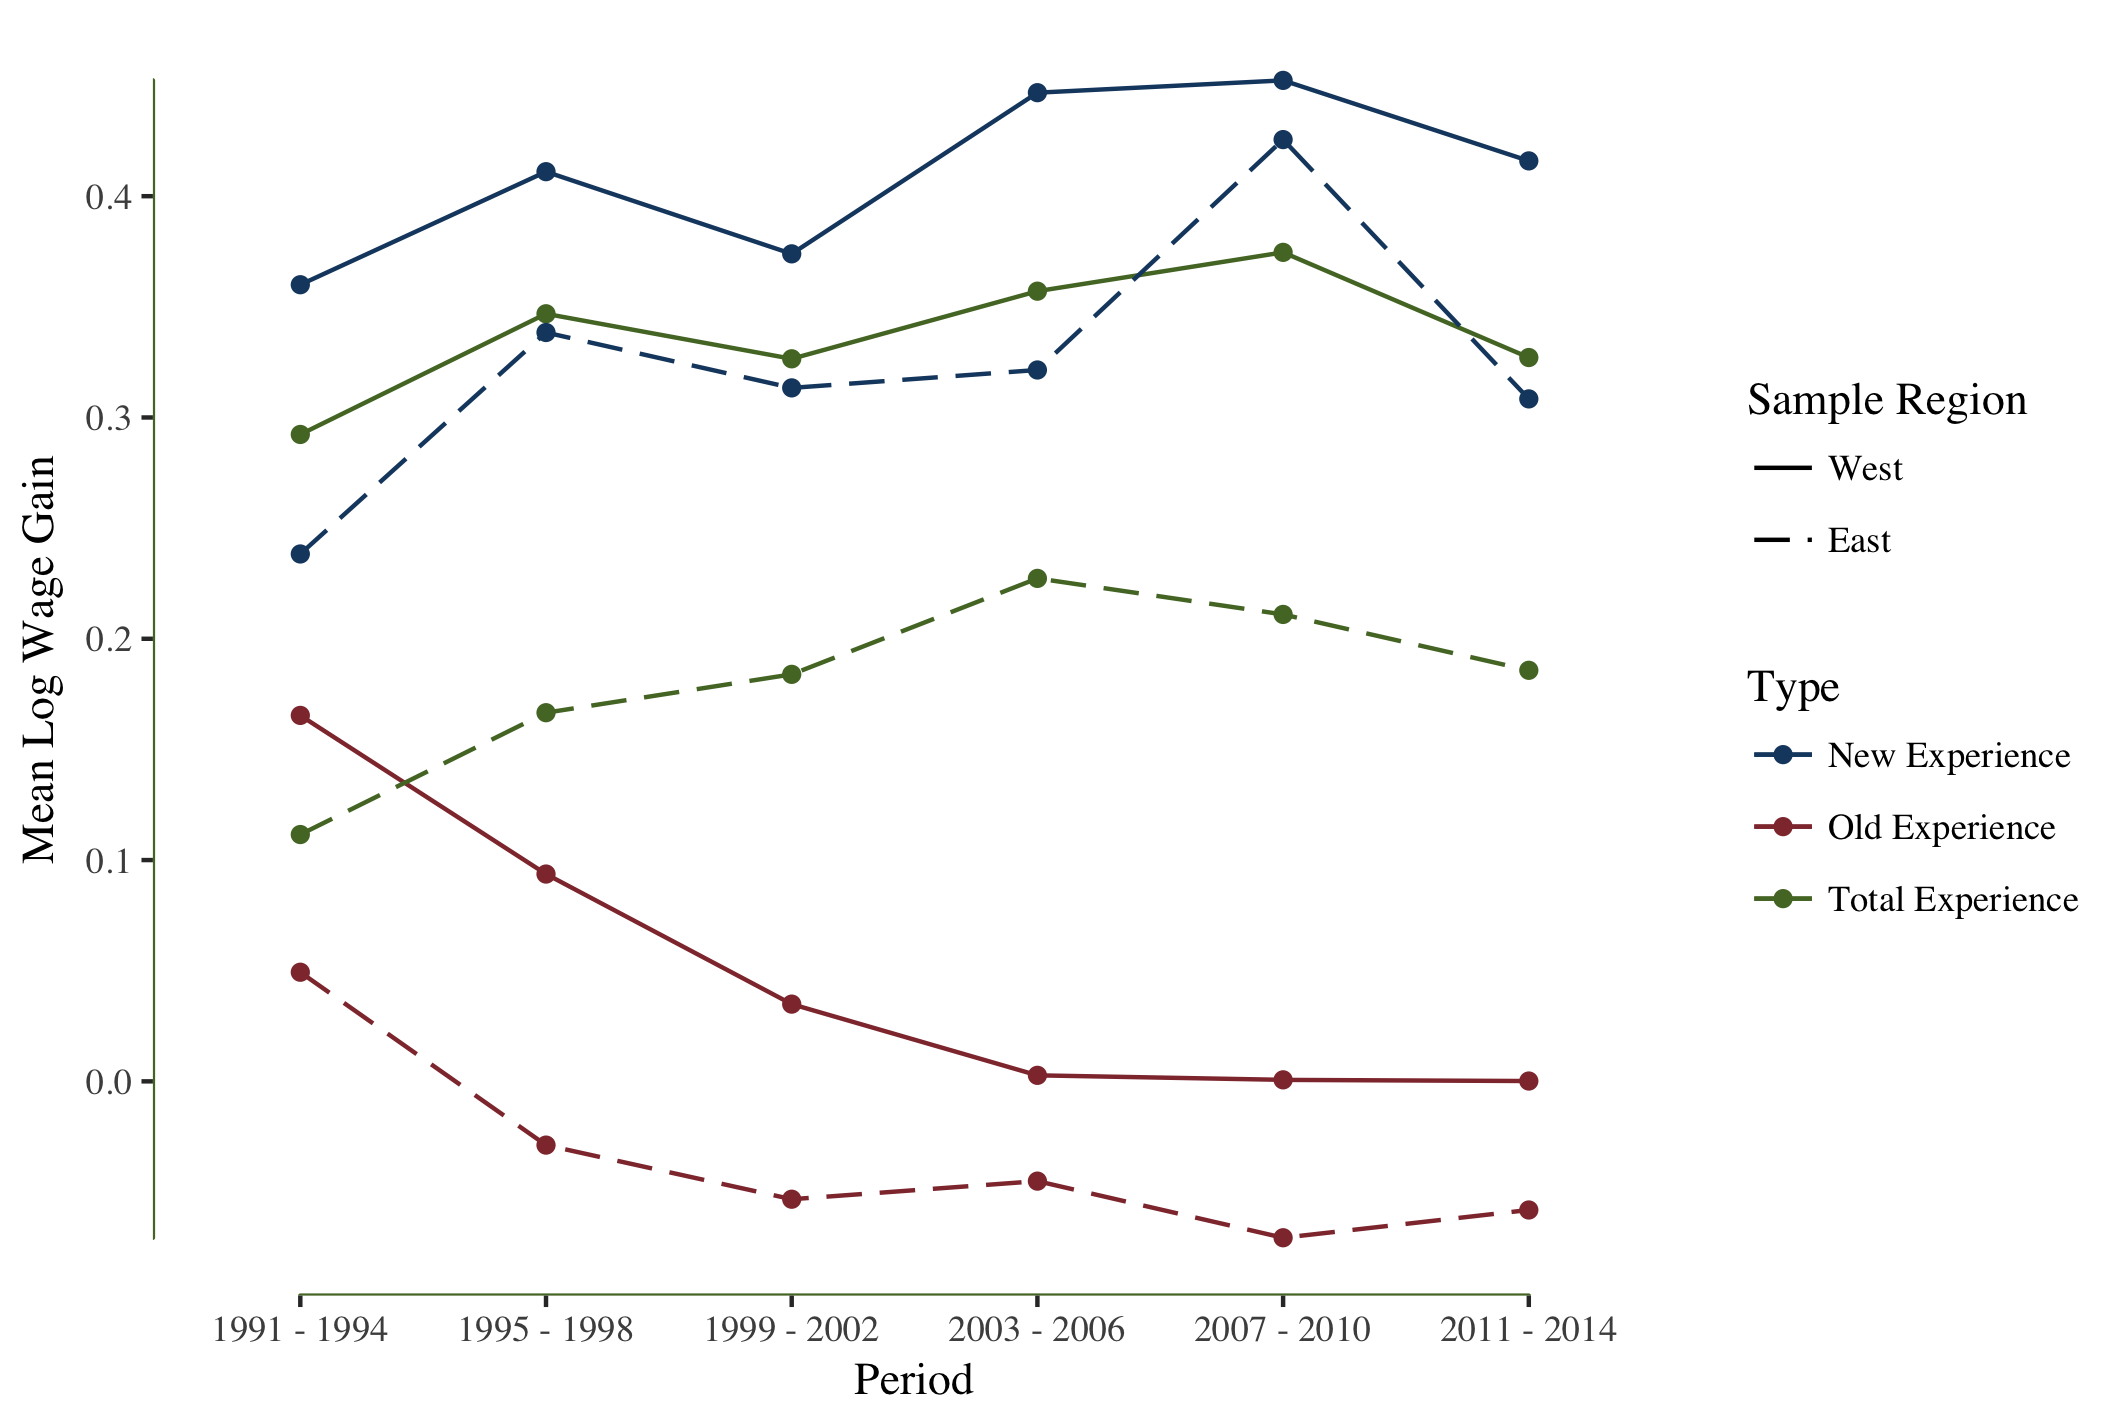 Mean Log Wage Gain
0.4
0.3
0.2
0.1
0.0
1991 - 1994
1995 - 1998
1999 - 2002
2003 - 2006
2007 - 2010
2011 - 2014
Period
Sample Region
West
East
Type
New Experience
Old Experience
Total Experience